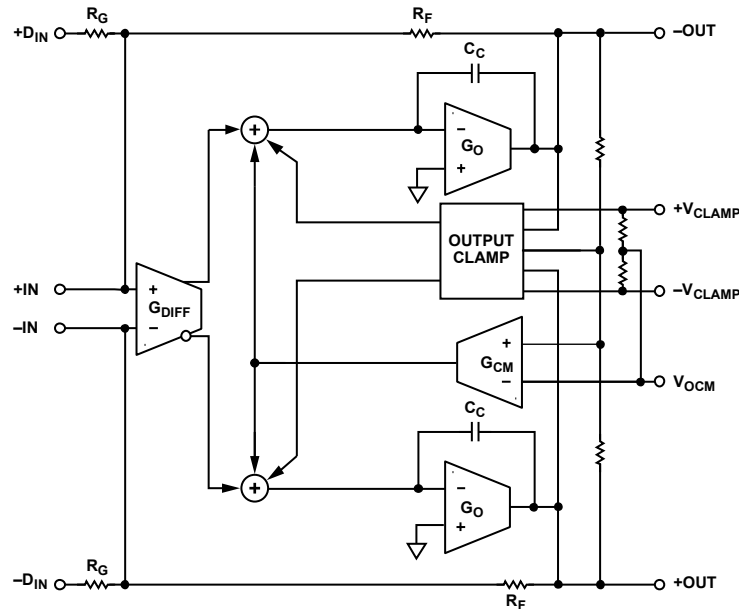 +DIN RG RF –OUT
CC
+
–
GO
+
+VCLAMP
OUTPUT
CLAMP
+IN
+
GDIFF
–VCLAMP
–IN
–
+
GCM
–
VOCM
CC
+
–
GO
+
–DIN RG RF +OUT